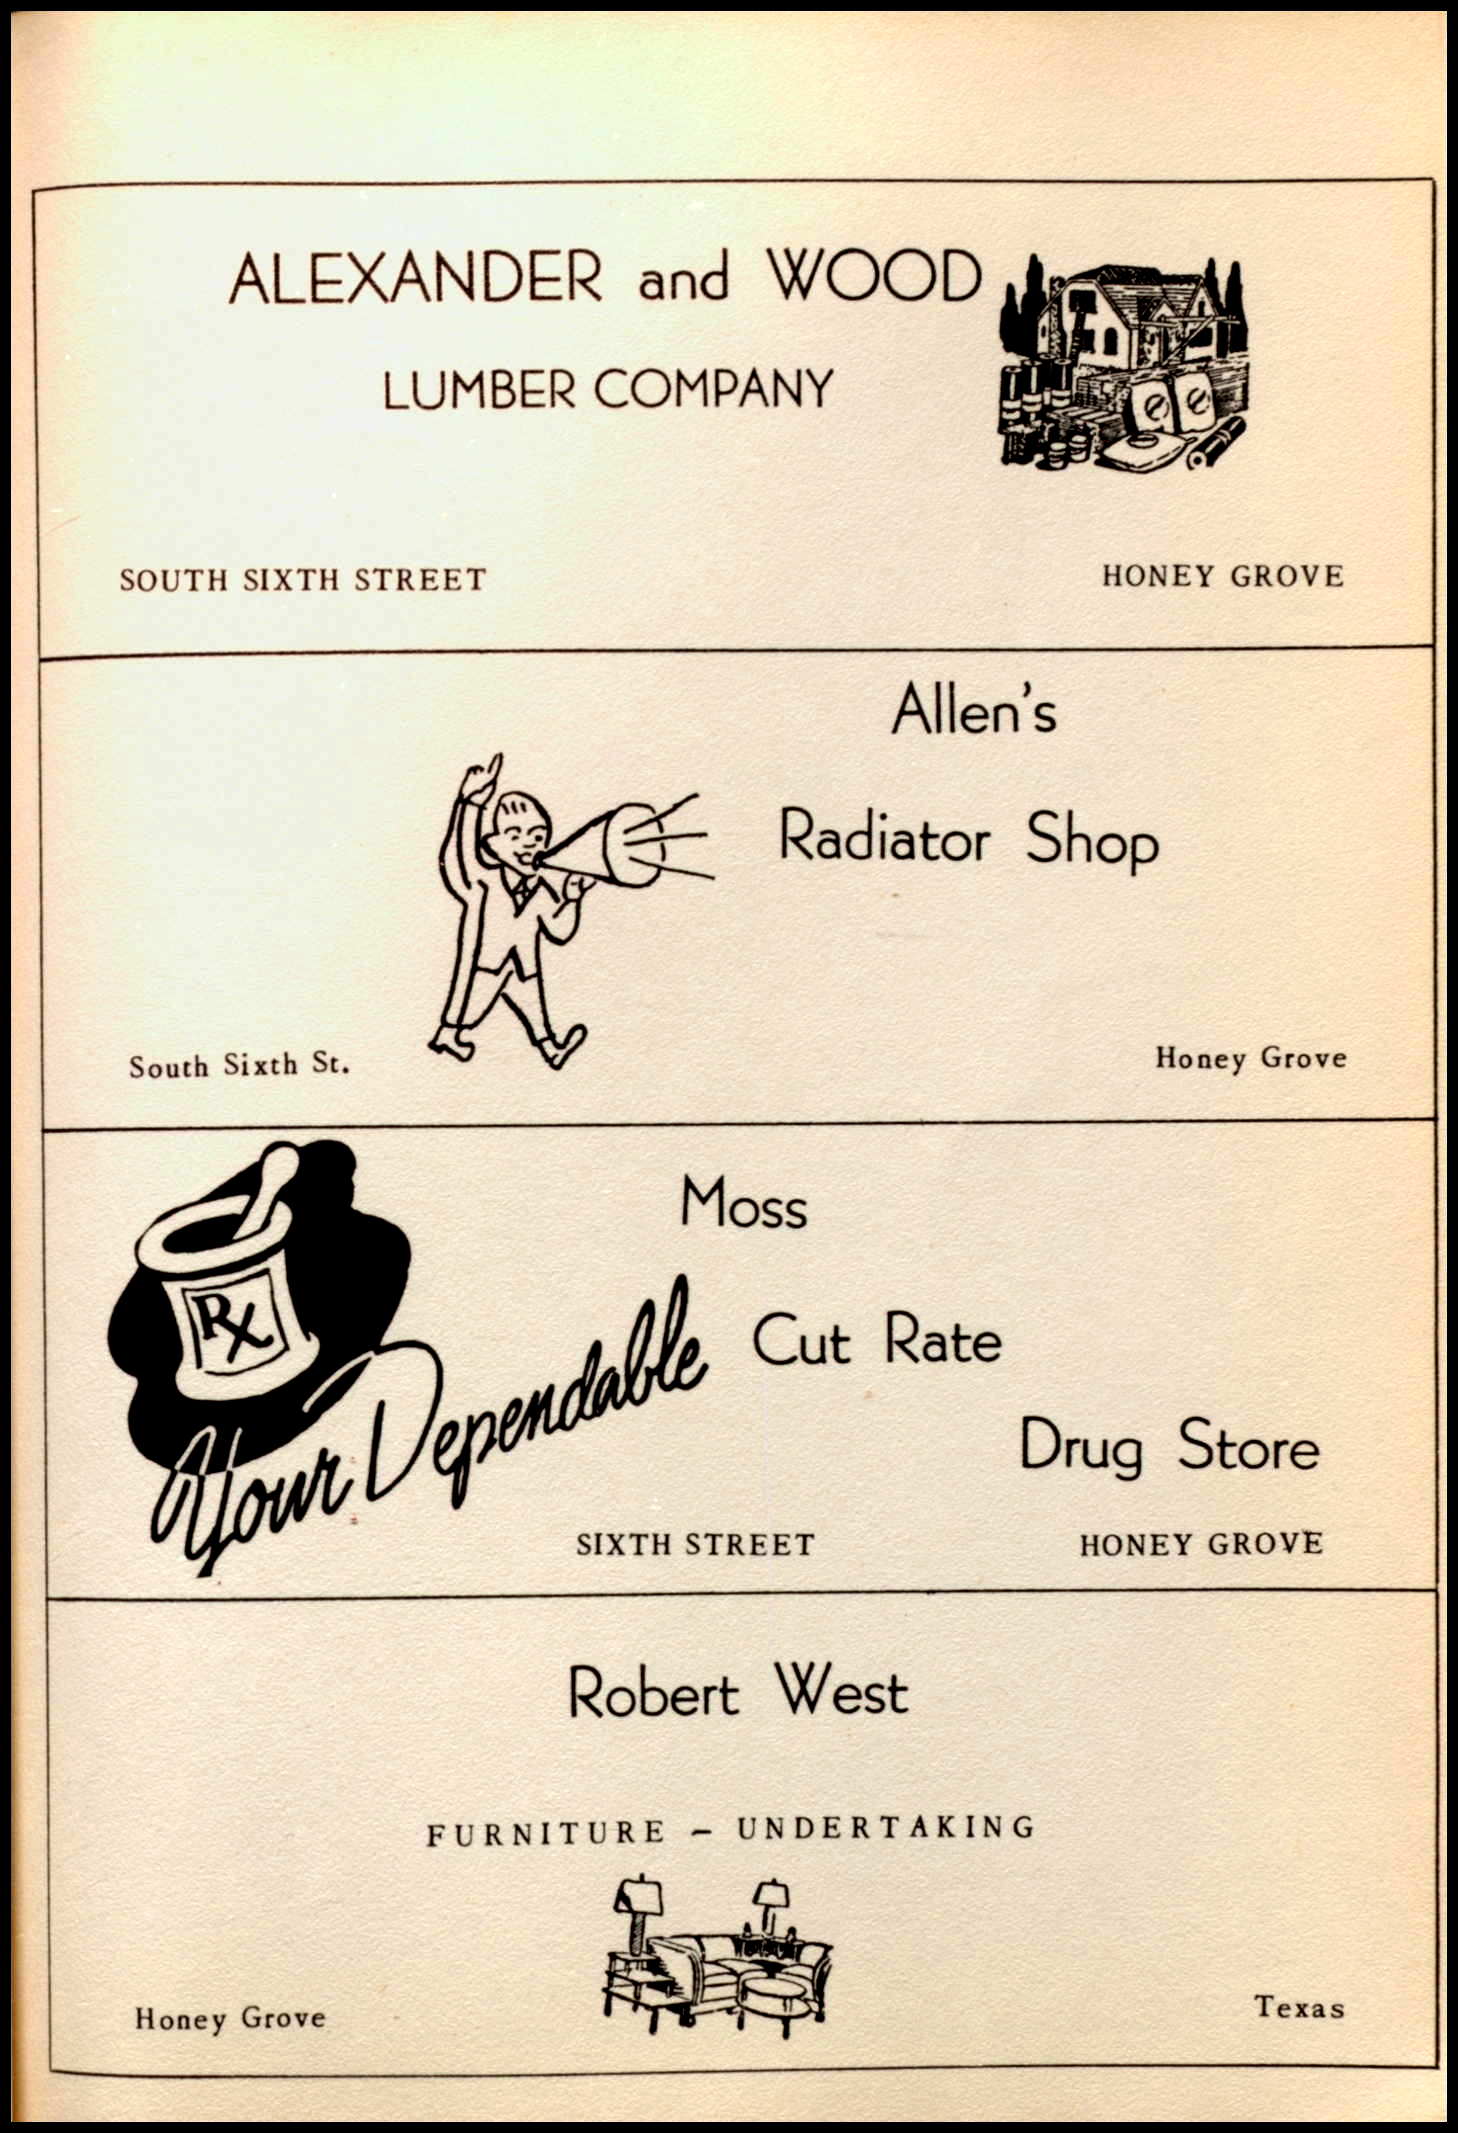 ALEXANDER and WOOD
LUMBER COMPANY
SOUTH SIXTH STREET HONEY GROVE
Allen's
Radiator Shop
South Sixth St. Honey Grove
Moss
Rx
Your Dependable Cut Rate
Drug Store
SIXTH STREET HONEY GROVE
Robert West
FURNITURE – UNDERTAKING
Honey Grove Texas